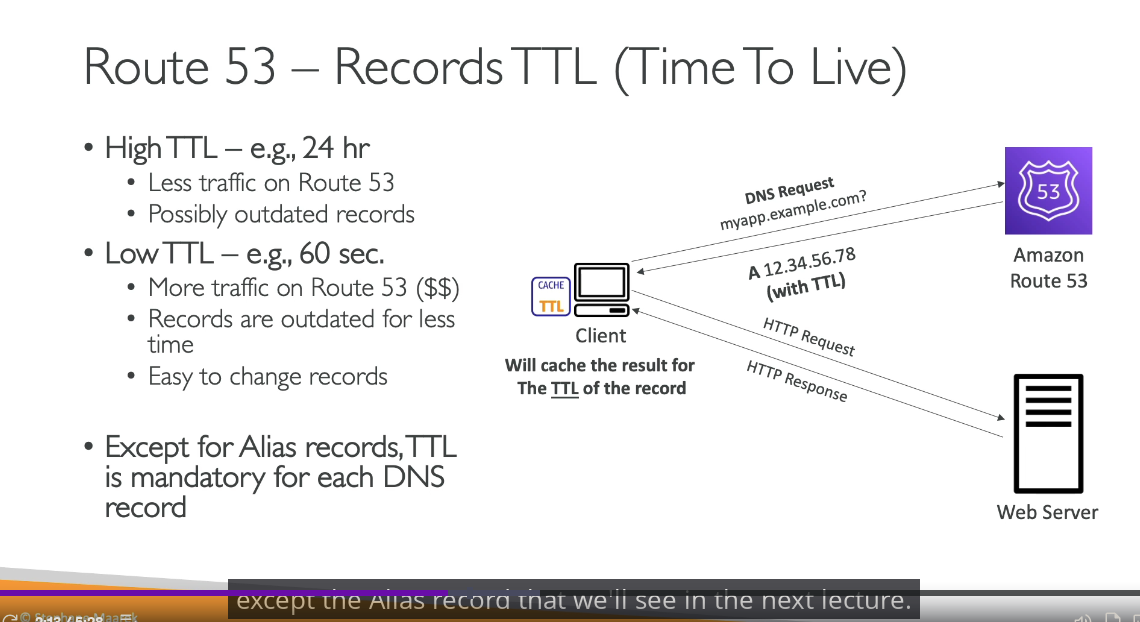 Route 53 – Records TTL (Time To Live)
• High TTL – e.g., 24 hr
• Less traffic on Route 53
• Possibly outdated records
• Low TTL – e.g., 60 sec.
• More traffic on Route 53 ($$)
• Records are outdated for less
time
• Easy to change records
• Except for Alias records, TTL
is mandatory for each DNS
record
DNS Request
myapp.example.com?
A 12.34.56.78
(with TTL)
53
Amazon
Route 53
CACHE
TTL
Client
Will cache the result for
The TTL of the record
HTTP Request
HTTP Response
Web Server
except the Alias record that we'll see in the next lecture.
2:13 / 5:28